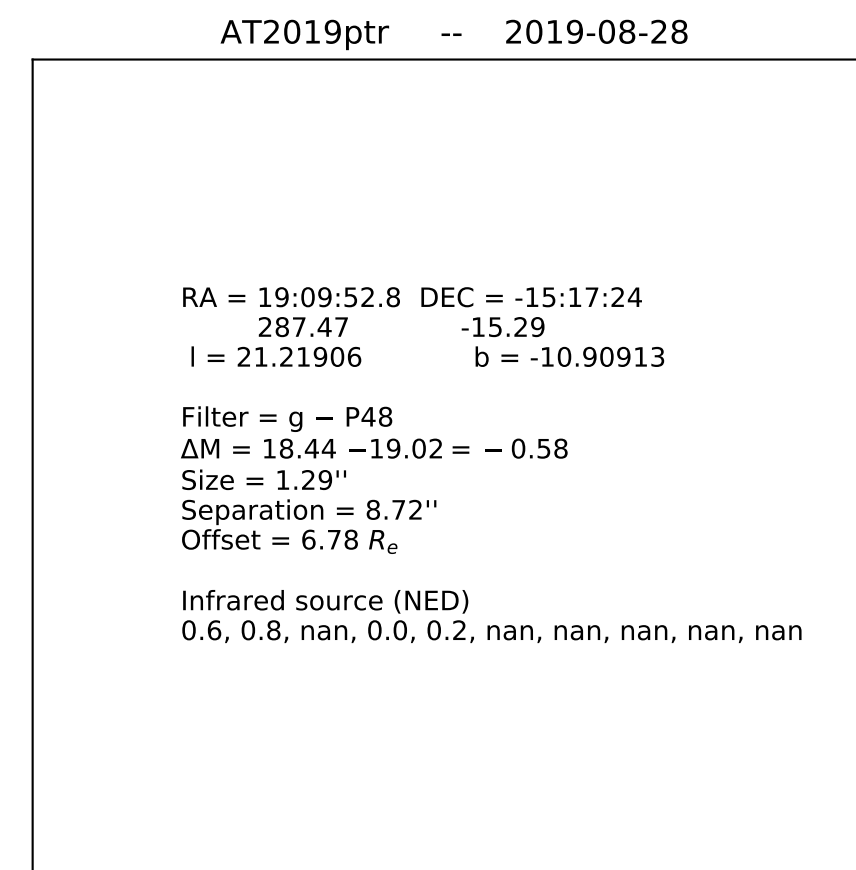 AT2019ptr -- 2019-08-28
RA = 19:09:52.8 DEC = -15:17:24
287.47 -15.29
l = 21.21906 b = -10.90913
Filter = g − P48
ΔM = 18.44 −19.02 = − 0.58
Size = 1.29''
Separation = 8.72''
Offset = 6.78 Rₑ
Infrared source (NED)
0.6, 0.8, nan, 0.0, 0.2, nan, nan, nan, nan, nan